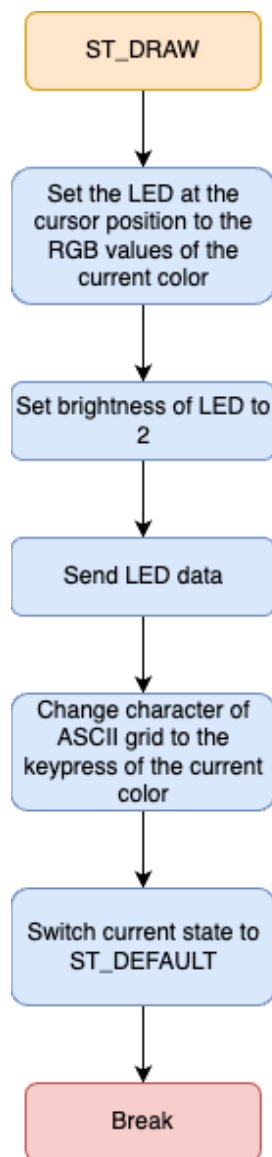 ST_DRAW
Set the LED at the
cursor position to the
RGB values of the
current color
Set brightness of LED to
2
Send LED data
Change character of
ASCII grid to the
keypress of the current
color
Switch current state to
ST_DEFAULT
Break